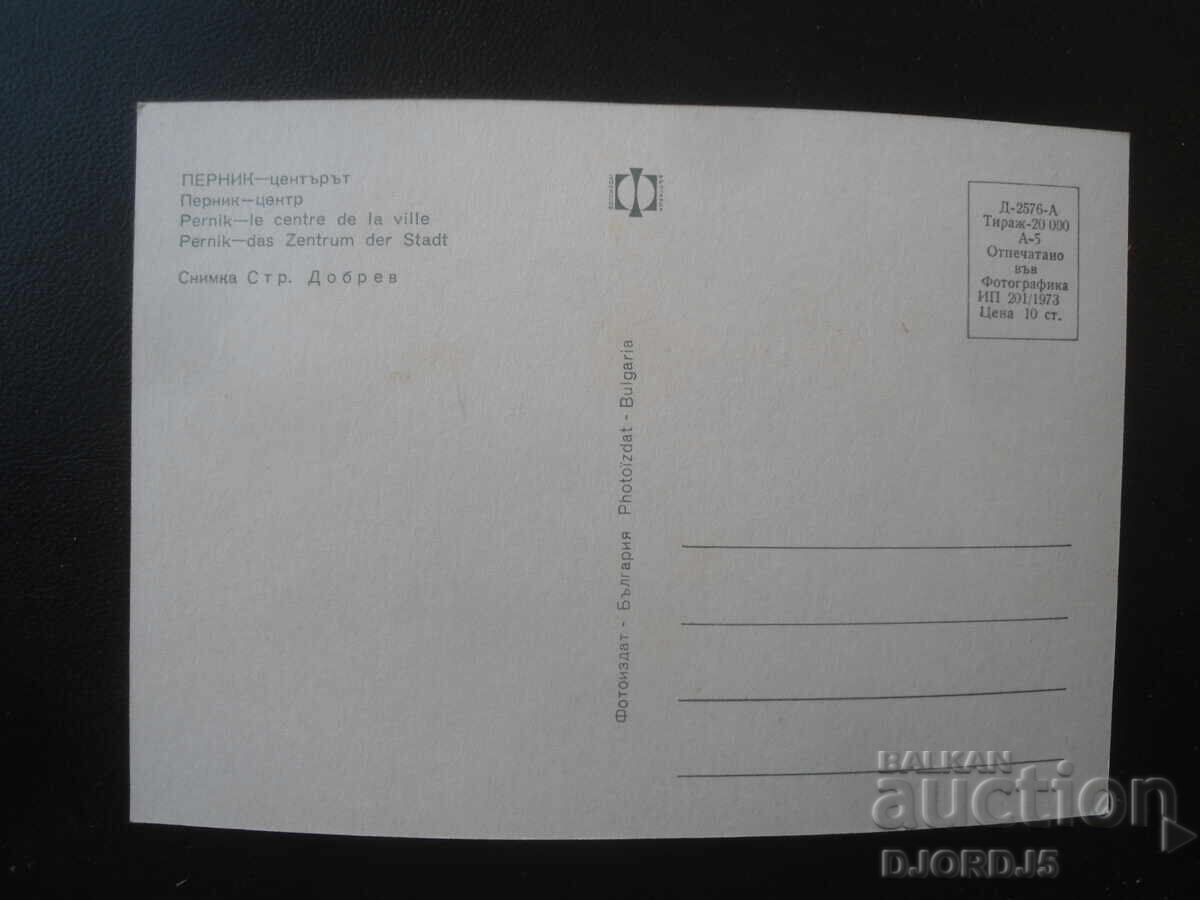 ПЕРНИК—центърът
Перник—центр
Pernik—le centre de la ville
Pernik—das Zentrum der Stadt
Снимка Стр. Добрев
Фотоиздат - България Photoïzdat - Bulgaria
Д-2576-А
Тираж-20 000
А-5
Отпечатано
във
Фотографика
ИП 201/1973
Цена 10 ст.
BALKAN
auction
DJORDJ5